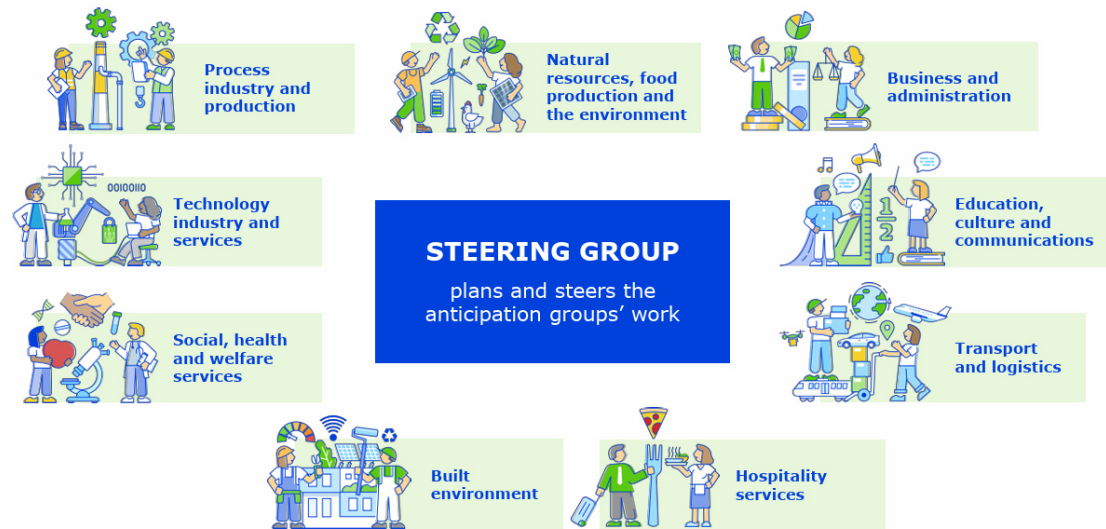 Process
industry and
production
Natural
resources, food
production and
the environment
Business and
administration
00100110
Technology
industry and
services
STEERING GROUP
plans and steers the
anticipation groups’ work
1
2
Education,
culture and
communications
Social, health
and welfare
services
Transport
and logistics
Built
environment
Hospitality
services